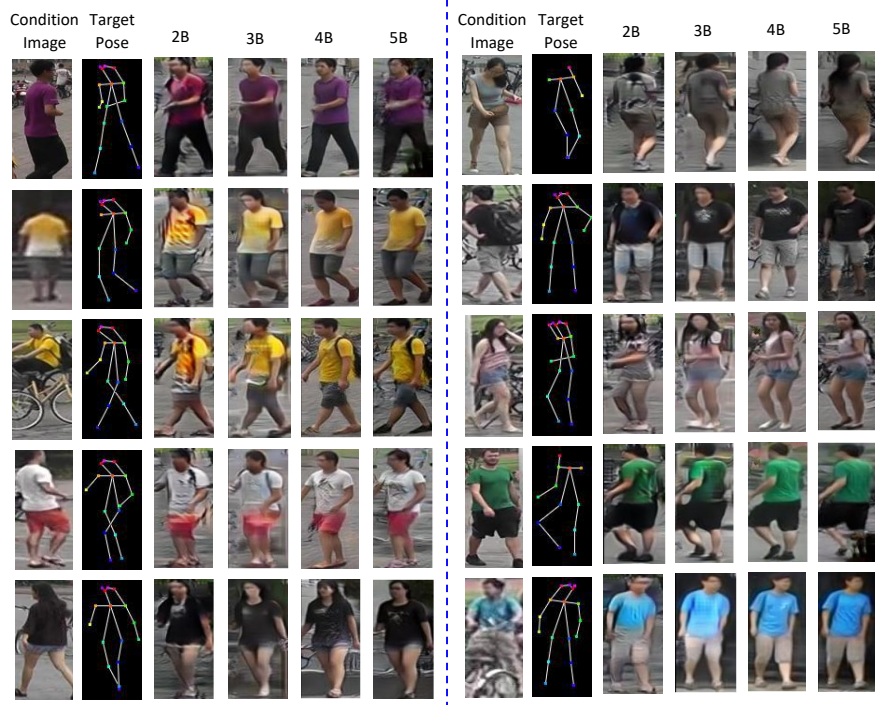 Condition Image
Target Pose
2B
3B
4B
5B
Condition Image
Target Pose
2B
3B
4B
5B